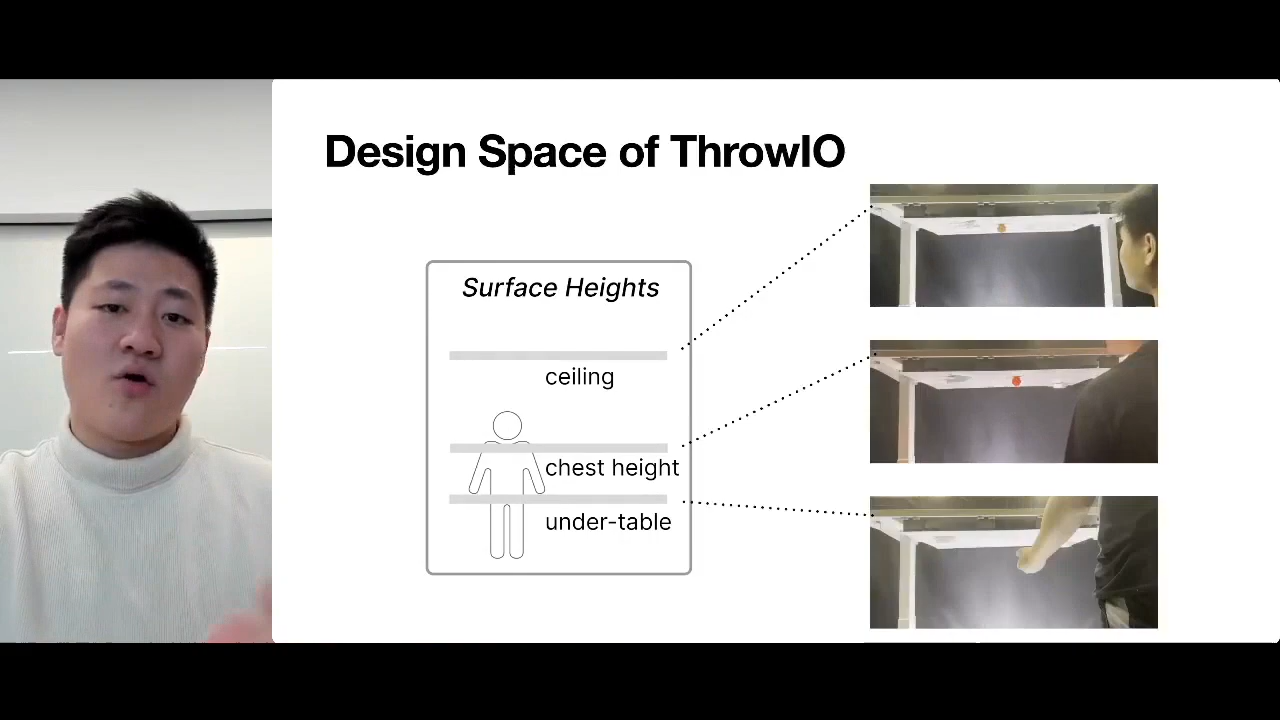 Design Space of ThrowIO
Surface Heights
ceiling
chest height
under-table